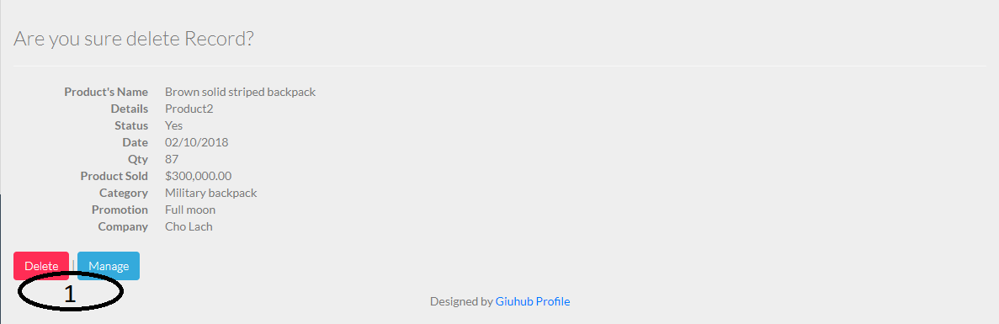 Are you sure delete Record?
Product's Name Brown solid striped backpack
Details Product2
Status Yes
Date 02/10/2018
Qty 87
Product Sold $300,000.00
Category Military backpack
Promotion Full moon
Company Cho Lach
Delete | Manage
1
Designed by Giuhub Profile